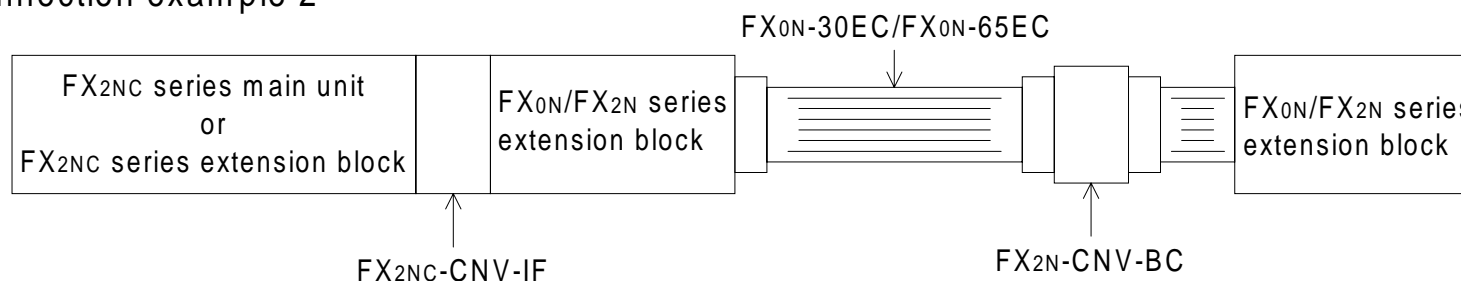 FX0N-30EC/FX0N-65EC
FX2NC series main unit
or
FX2NC series extension block
FX0N/FX2N series
extension block
FX0N/FX2N series
extension block
FX2NC-CNV-IF
FX2N-CNV-BC